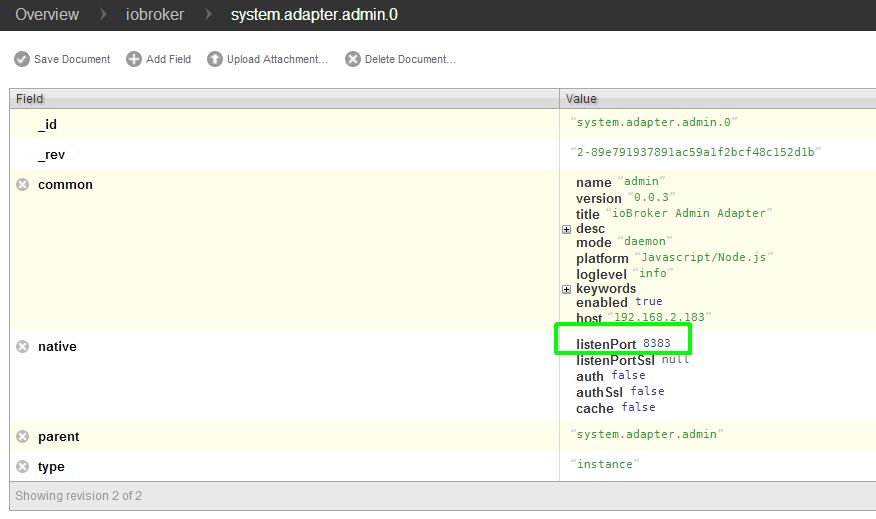 Overview iobroker system.adapter.admin.0
Save Document Add Field Upload Attachment... Delete Document...
Field Value
_id "system.adapter.admin.0"
_rev "2-89e791937891ac59a1f2bcf48c152d1b"
common
name "admin"
version "0.0.3"
title "ioBroker Admin Adapter"
desc
mode "daemon"
platform "Javascript/Node.js"
loglevel "info"
keywords
enabled true
host "192.168.2.183"
native
listenPort 8383
listenPortSsl null
auth false
authSsl false
cache false
parent "system.adapter.admin"
type "instance"
Showing revision 2 of 2